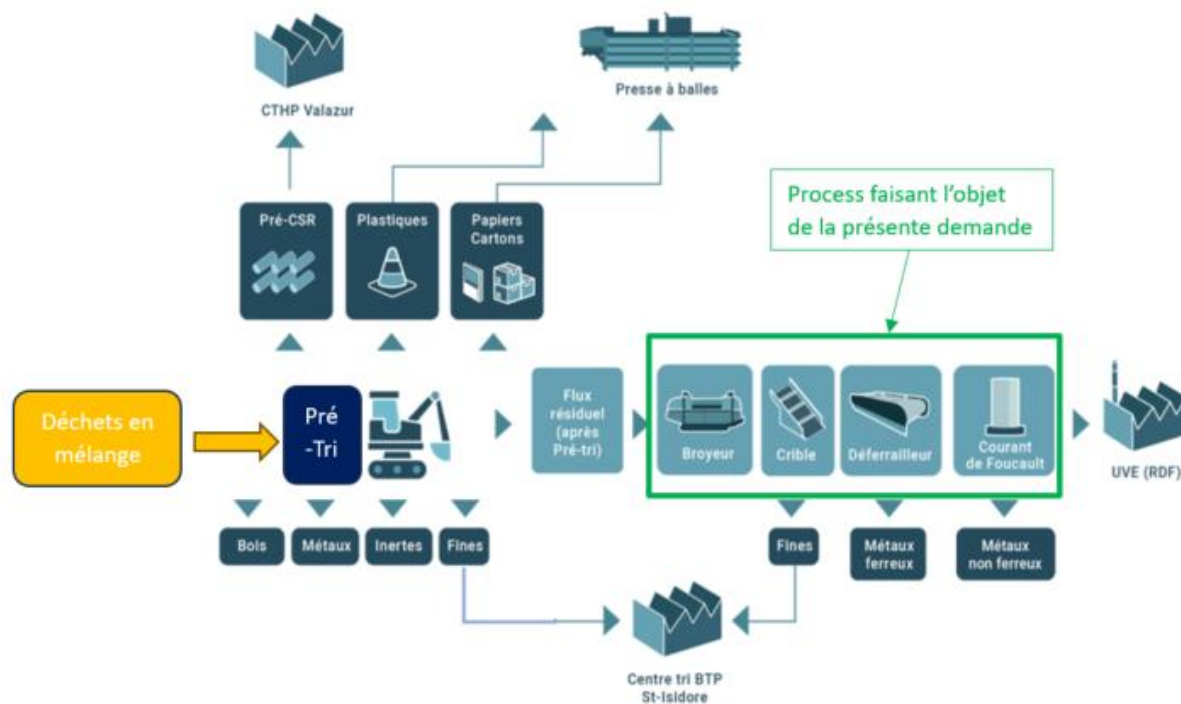 CTHP Valazur
Presse à balles
Process faisant l'objet
de la présente demande
Pré-CSR
Plastiques
Papiers
Cartons
Déchets en
mélange
Pré
-Tri
Flux
résiduel
(après
Pré-tri)
Broyeur
Crible
Déferrailleur
Courant
de Foucault
UVE (RDF)
Bois
Métaux
Inertes
Fines
Fines
Métaux
ferreux
Métaux
non ferreux
Centre tri BTP
St-Isidore